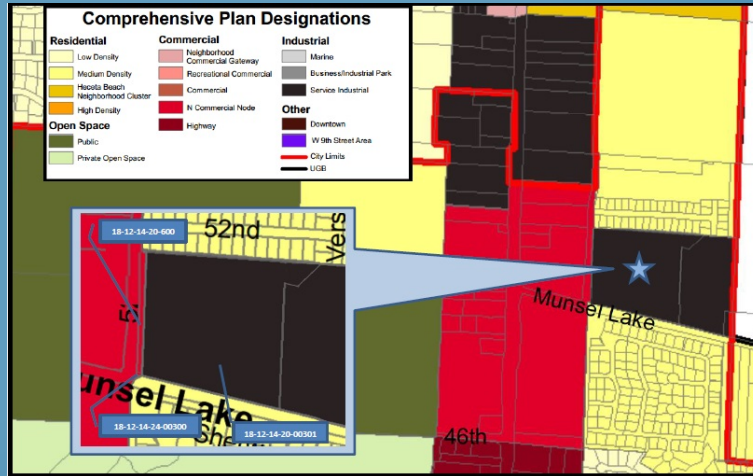 Comprehensive Plan Designations
Residential
Low Density
Medium Density
Heceta Beach
Neighborhood Cluster
High Density
Open Space
Public
Private Open Space
Commercial
Neighborhood
Commercial Gateway
Recreational Commercial
Commercial
N Commercial Node
Highway
Industrial
Marine
Business/Industrial Park
Service Industrial
Other
Downtown
W 9th Street Area
City Limits
UGB
18-12-14-20-600
52nd
Vers
unsel Lake
She
18-12-14-24-00300
18-12-14-20-00301
Munsel Lake
46th